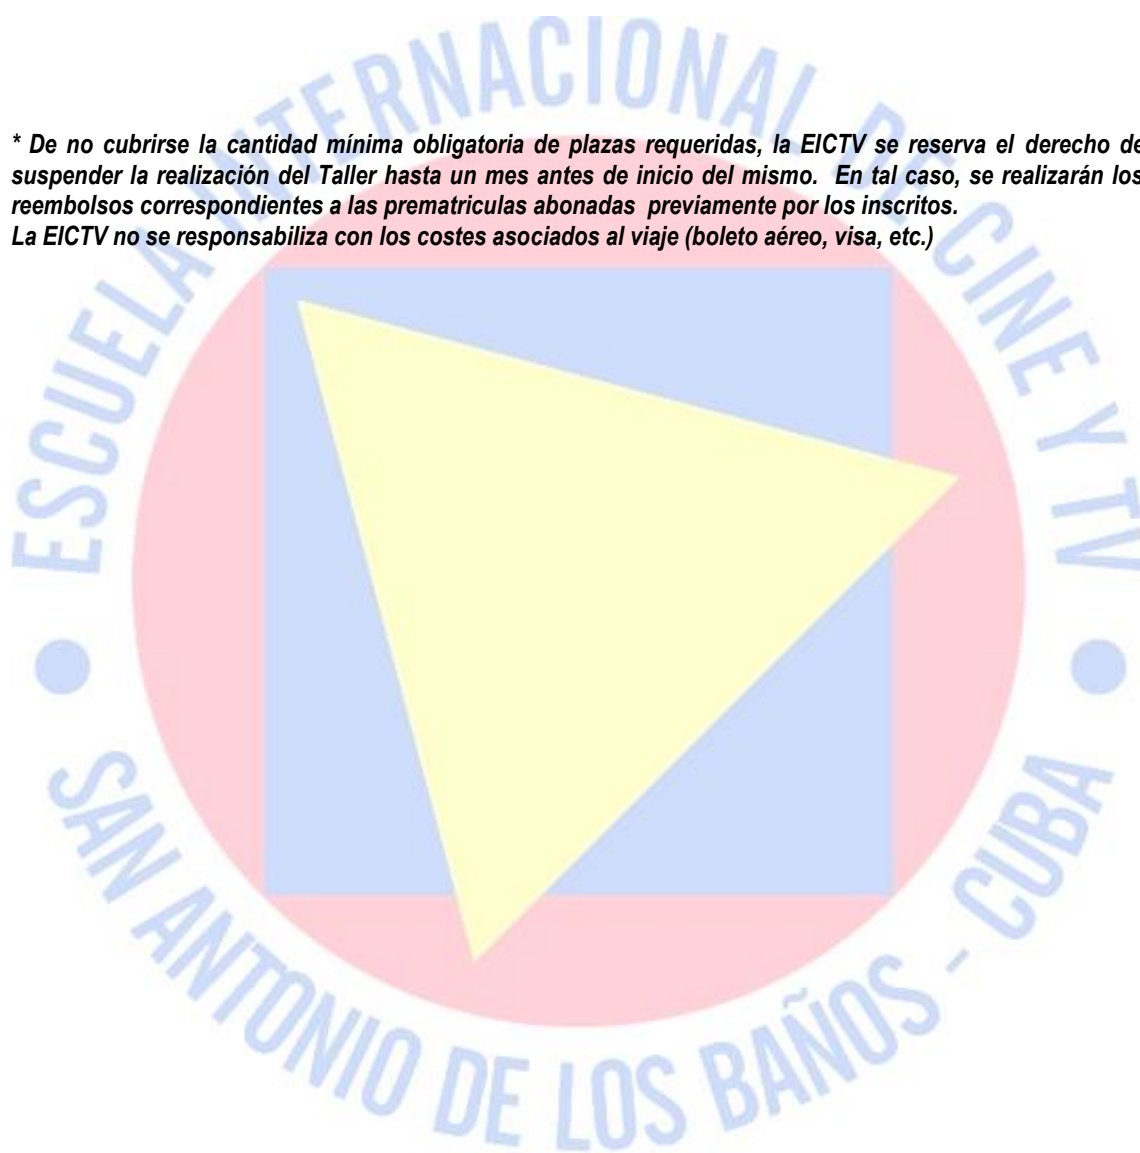 * De no cubrirse la cantidad mínima obligatoria de plazas requeridas, la EICTV se reserva el derecho de
suspender la realización del Taller hasta un mes antes de inicio del mismo. En tal caso, se realizarán los
reembolsos correspondientes a las prematriculas abonadas previamente por los inscritos.
La EICTV no se responsabiliza con los costes asociados al viaje (boleto aéreo, visa, etc.)
ESCUELA INTERNACIONAL DE CINE Y TV
SAN ANTONIO DE LOS BAÑOS - CUBA